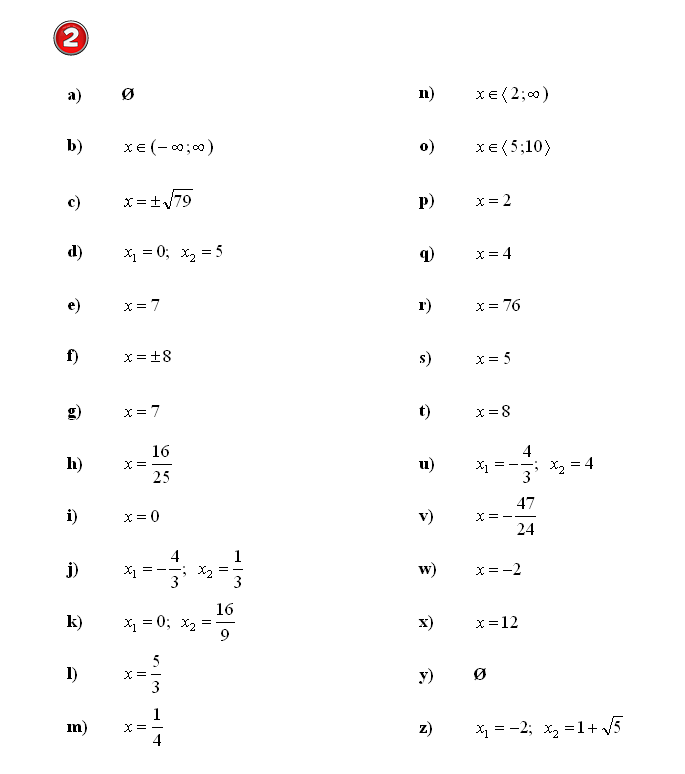 2
a) Ø
b) x ∈ (− ∞; ∞)
c) x = ±√79
d) x₁ = 0; x₂ = 5
e) x = 7
f) x = ±8
g) x = 7
h) x = 16/25
i) x = 0
j) x₁ = −4/3; x₂ = 1/3
k) x₁ = 0; x₂ = 16/9
l) x = 5/3
m) x = 1/4
n) x ∈ ⟨2; ∞)
o) x ∈ ⟨5;10⟩
p) x = 2
q) x = 4
r) x = 76
s) x = 5
t) x = 8
u) x₁ = −4/3; x₂ = 4
v) x = −47/24
w) x = −2
x) x = 12
y) Ø
z) x₁ = −2; x₂ = 1 + √5